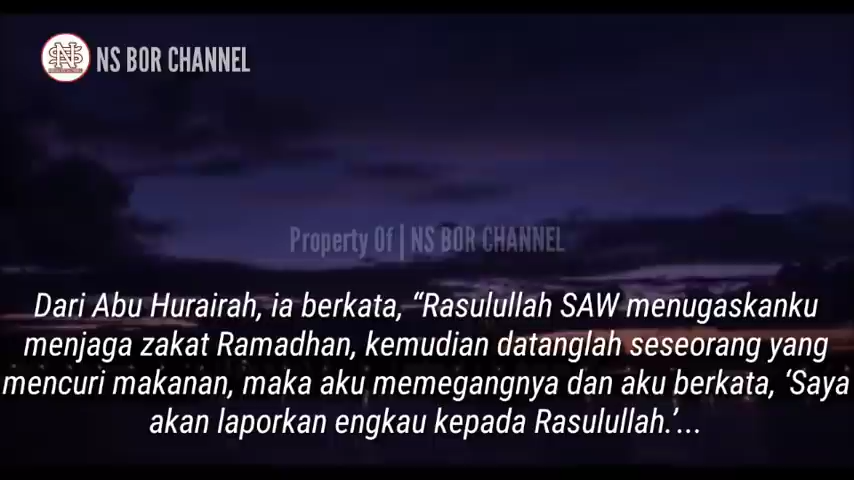 NS BOR CHANNEL
Property Of | NS BOR CHANNEL
Dari Abu Hurairah, ia berkata, “Rasulullah SAW menugaskanku
menjaga zakat Ramadhan, kemudian datanglah seseorang yang
mencuri makanan, maka aku memegangnya dan aku berkata, ‘Saya
akan laporkan engkau kepada Rasulullah.’...